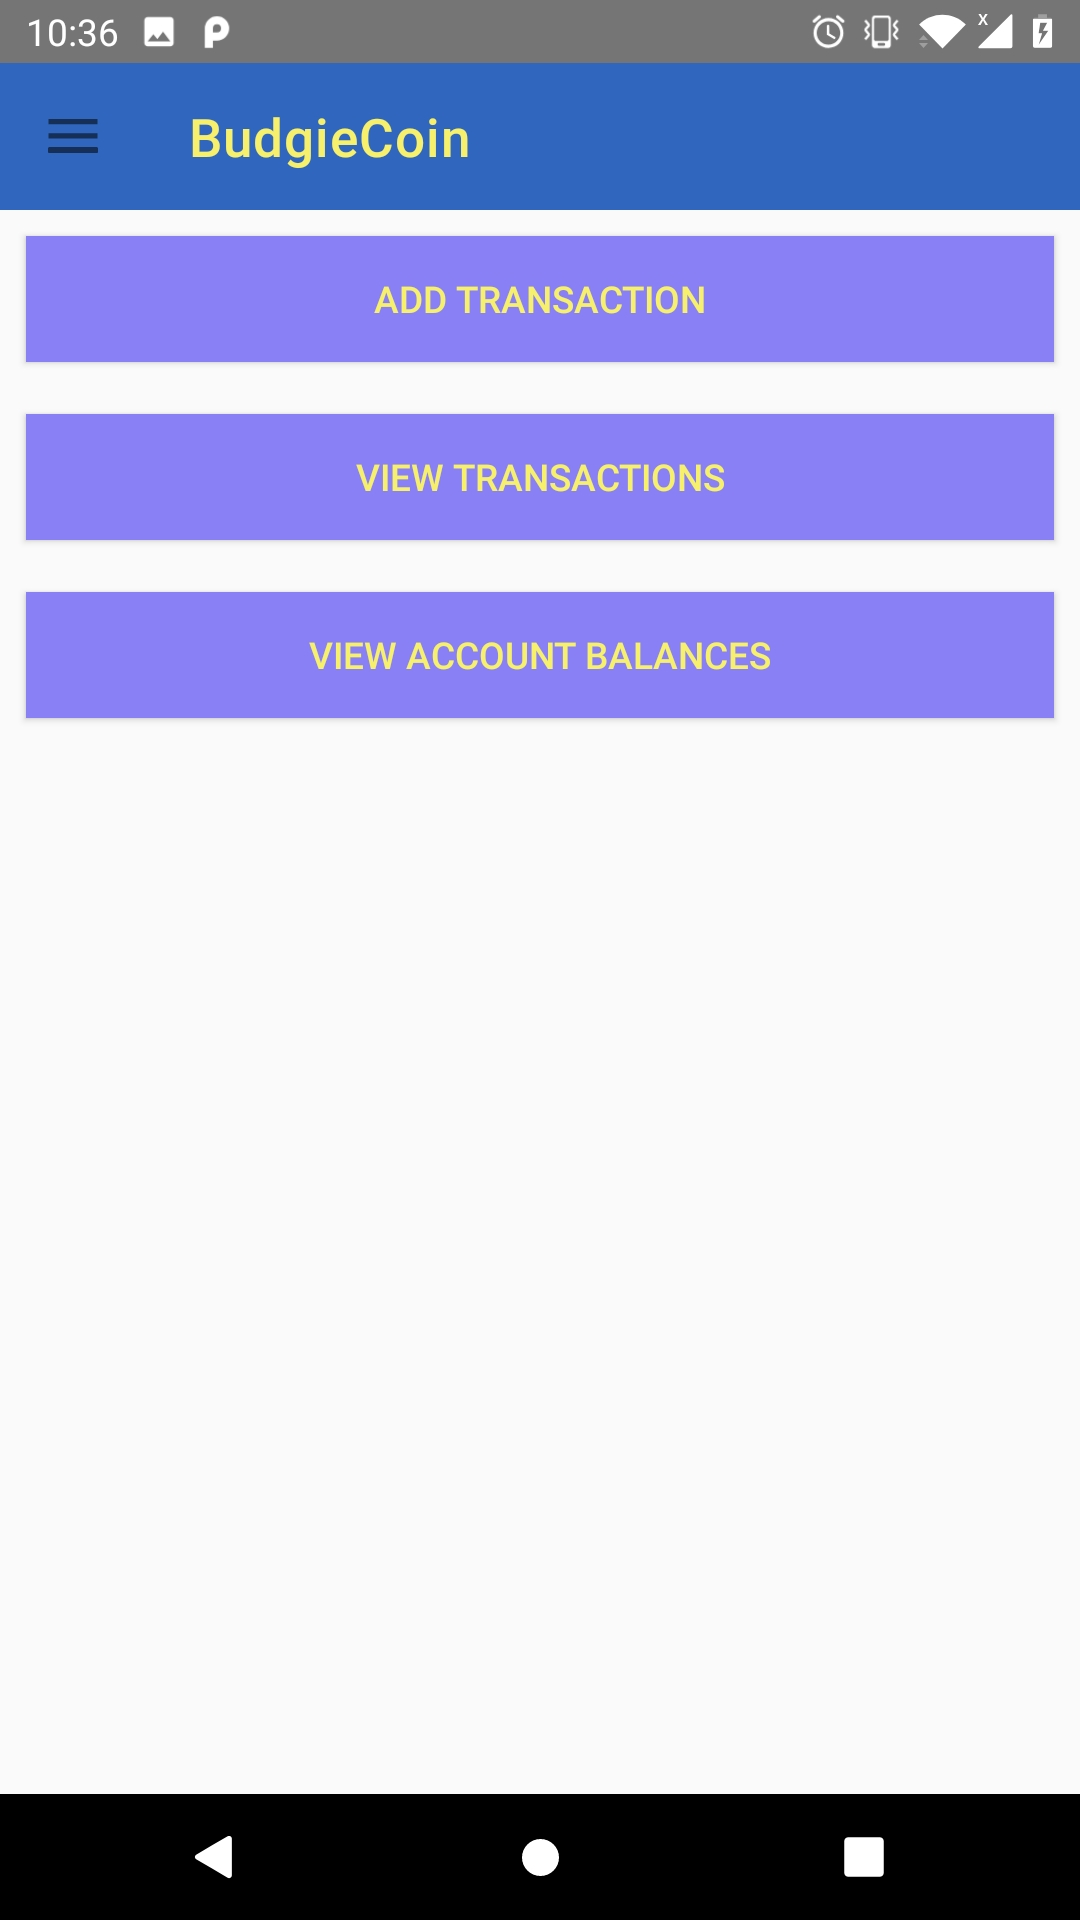 10:36
BudgieCoin
ADD TRANSACTION
VIEW TRANSACTIONS
VIEW ACCOUNT BALANCES